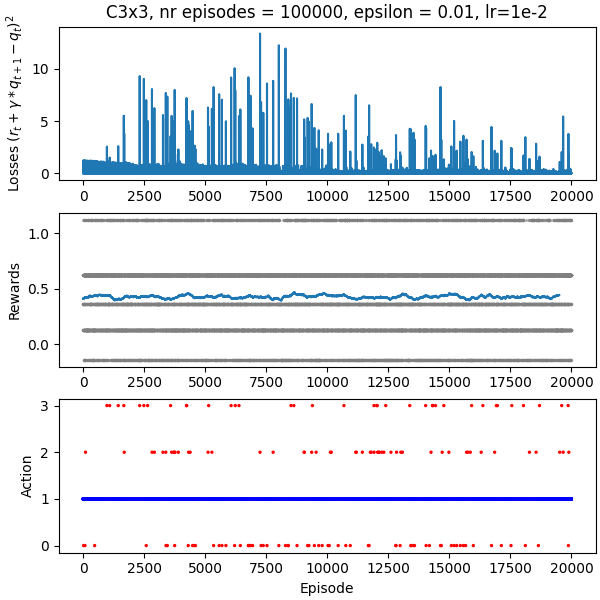 C3x3, nr episodes = 100000, epsilon = 0.01, lr=1e-2
Losses $(r_t + \gamma * q_{t+1} - q_t)^2$
10
5
0
0 2500 5000 7500 10000 12500 15000 17500 20000
Rewards
1.0
0.5
0.0
0 2500 5000 7500 10000 12500 15000 17500 20000
Action
3
2
1
0
0 2500 5000 7500 10000 12500 15000 17500 20000
Episode